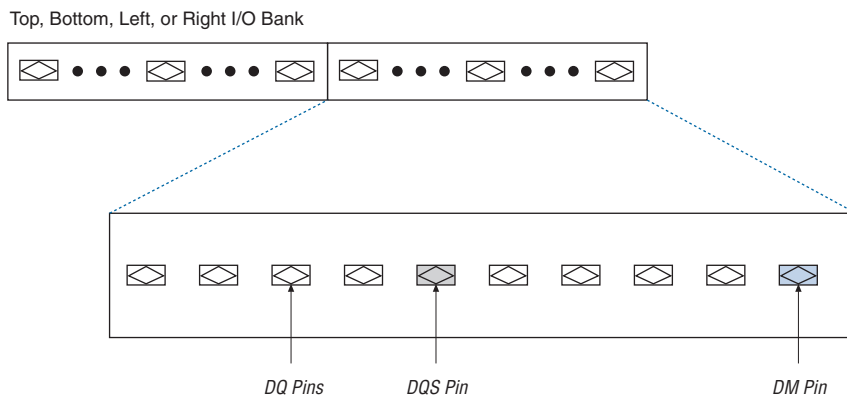 Top, Bottom, Left, or Right I/O Bank
DQ Pins DQS Pin DM Pin